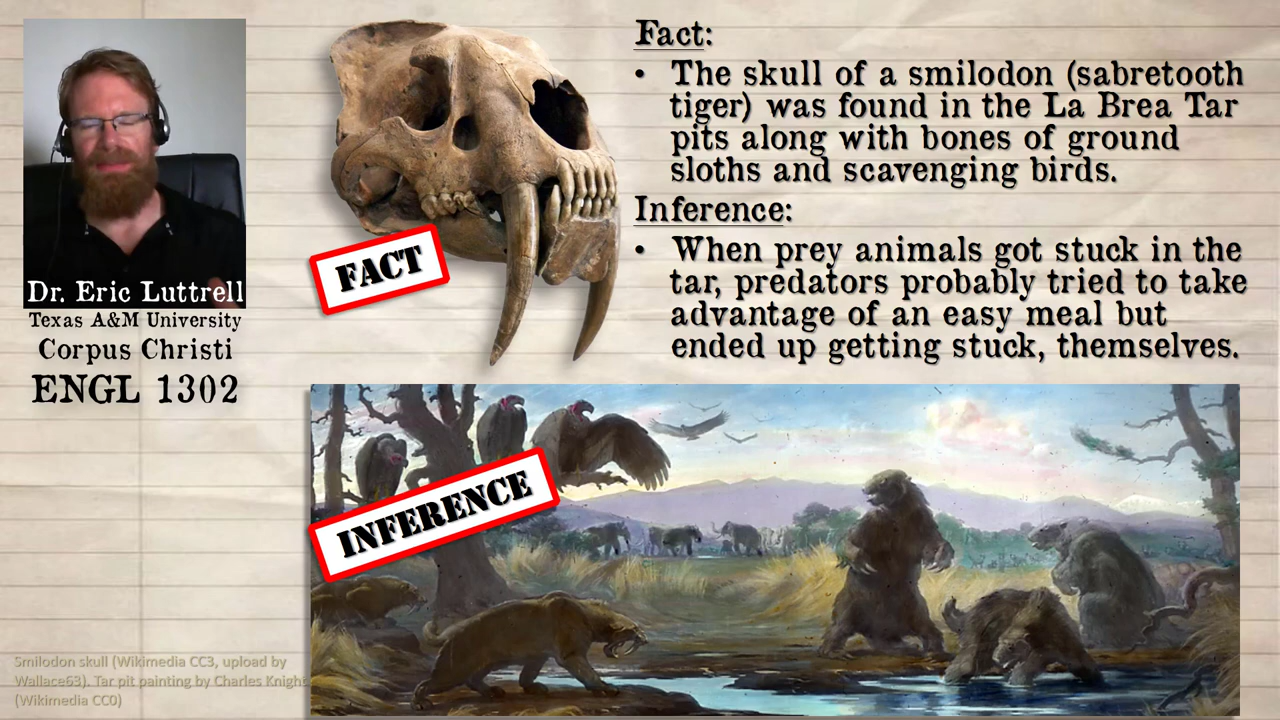 Dr. Eric Luttrell
Texas A&M University
Corpus Christi
ENGL 1302
FACT
Fact:
• The skull of a smilodon (sabretooth
tiger) was found in the La Brea Tar
pits along with bones of ground
sloths and scavenging birds.
Inference:
• When prey animals got stuck in the
tar, predators probably tried to take
advantage of an easy meal but
ended up getting stuck, themselves.
INFERENCE
Smilodon skull (Wikimedia CC3, upload by
Wallace63). Tar pit painting by Charles Knight
(Wikimedia CC0)